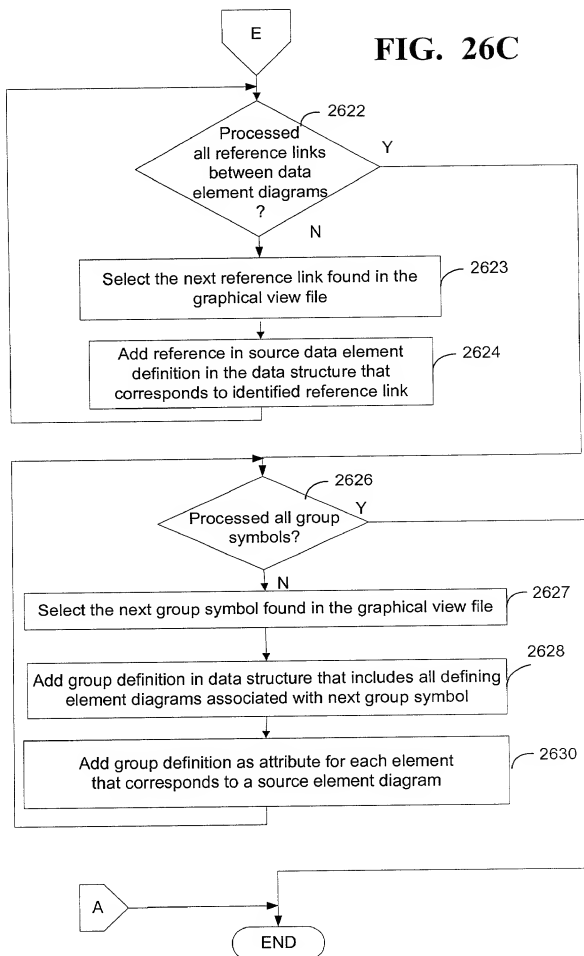 E
FIG. 26C
2622
Processed
all reference links
between data
element diagrams
?
Y
N
2623
Select the next reference link found in the
graphical view file
2624
Add reference in source data element
definition in the data structure that
corresponds to identified reference link
2626
Processed all group
symbols?
Y
N
2627
Select the next group symbol found in the graphical view file
2628
Add group definition in data structure that includes all defining
element diagrams associated with next group symbol
2630
Add group definition as attribute for each element
that corresponds to a source element diagram
A
END